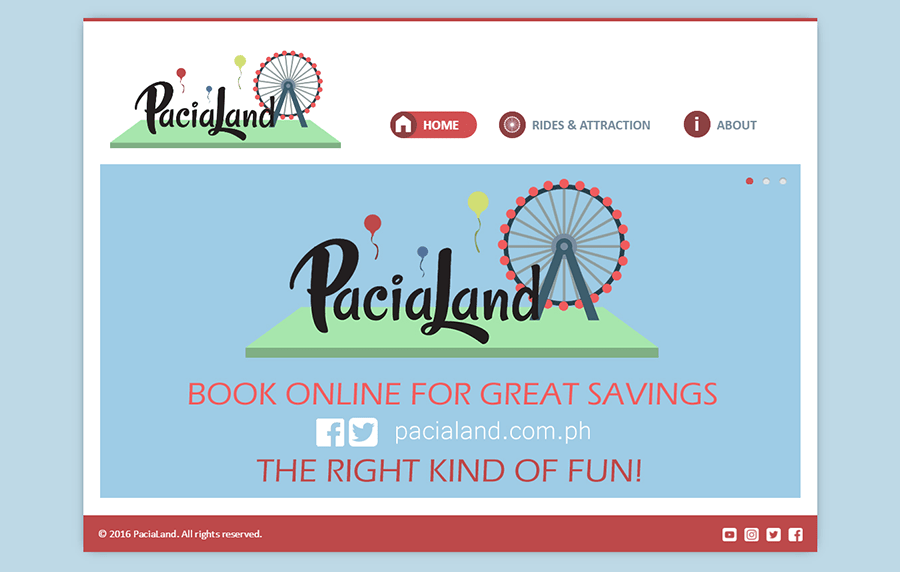 PaciaLand
HOME
RIDES & ATTRACTION
ABOUT
PaciaLand
BOOK ONLINE FOR GREAT SAVINGS
pacialand.com.ph
THE RIGHT KIND OF FUN!
© 2016 PaciaLand. All rights reserved.